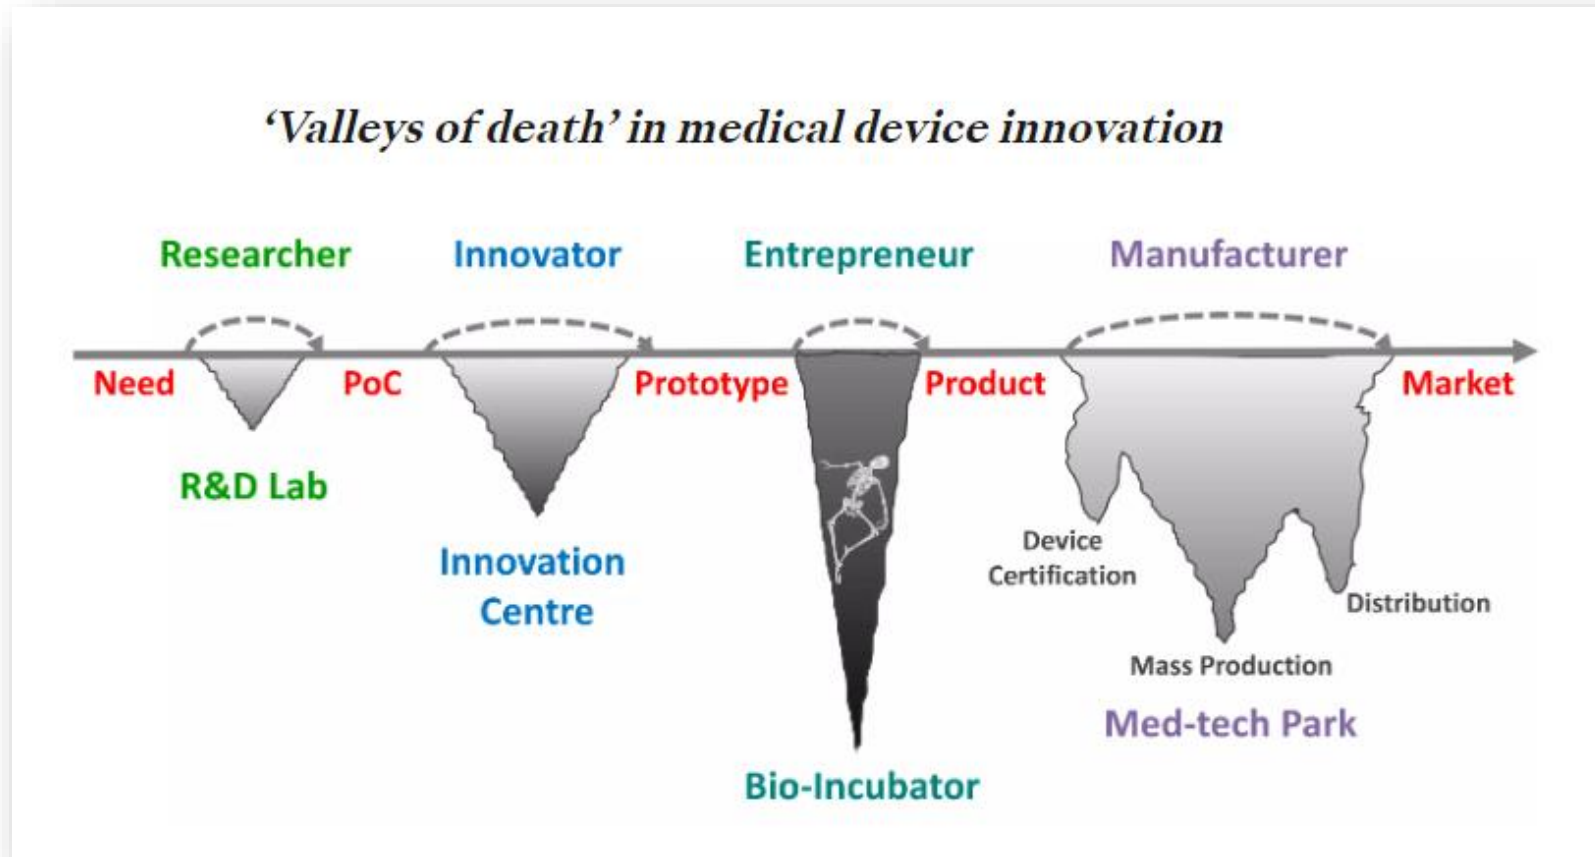 ‘Valleys of death’ in medical device innovation
Researcher
Innovator
Entrepreneur
Manufacturer
Need
PoC
Prototype
Product
Market
R&D Lab
Innovation
Centre
Device
Certification
Distribution
Mass Production
Med-tech Park
Bio-Incubator